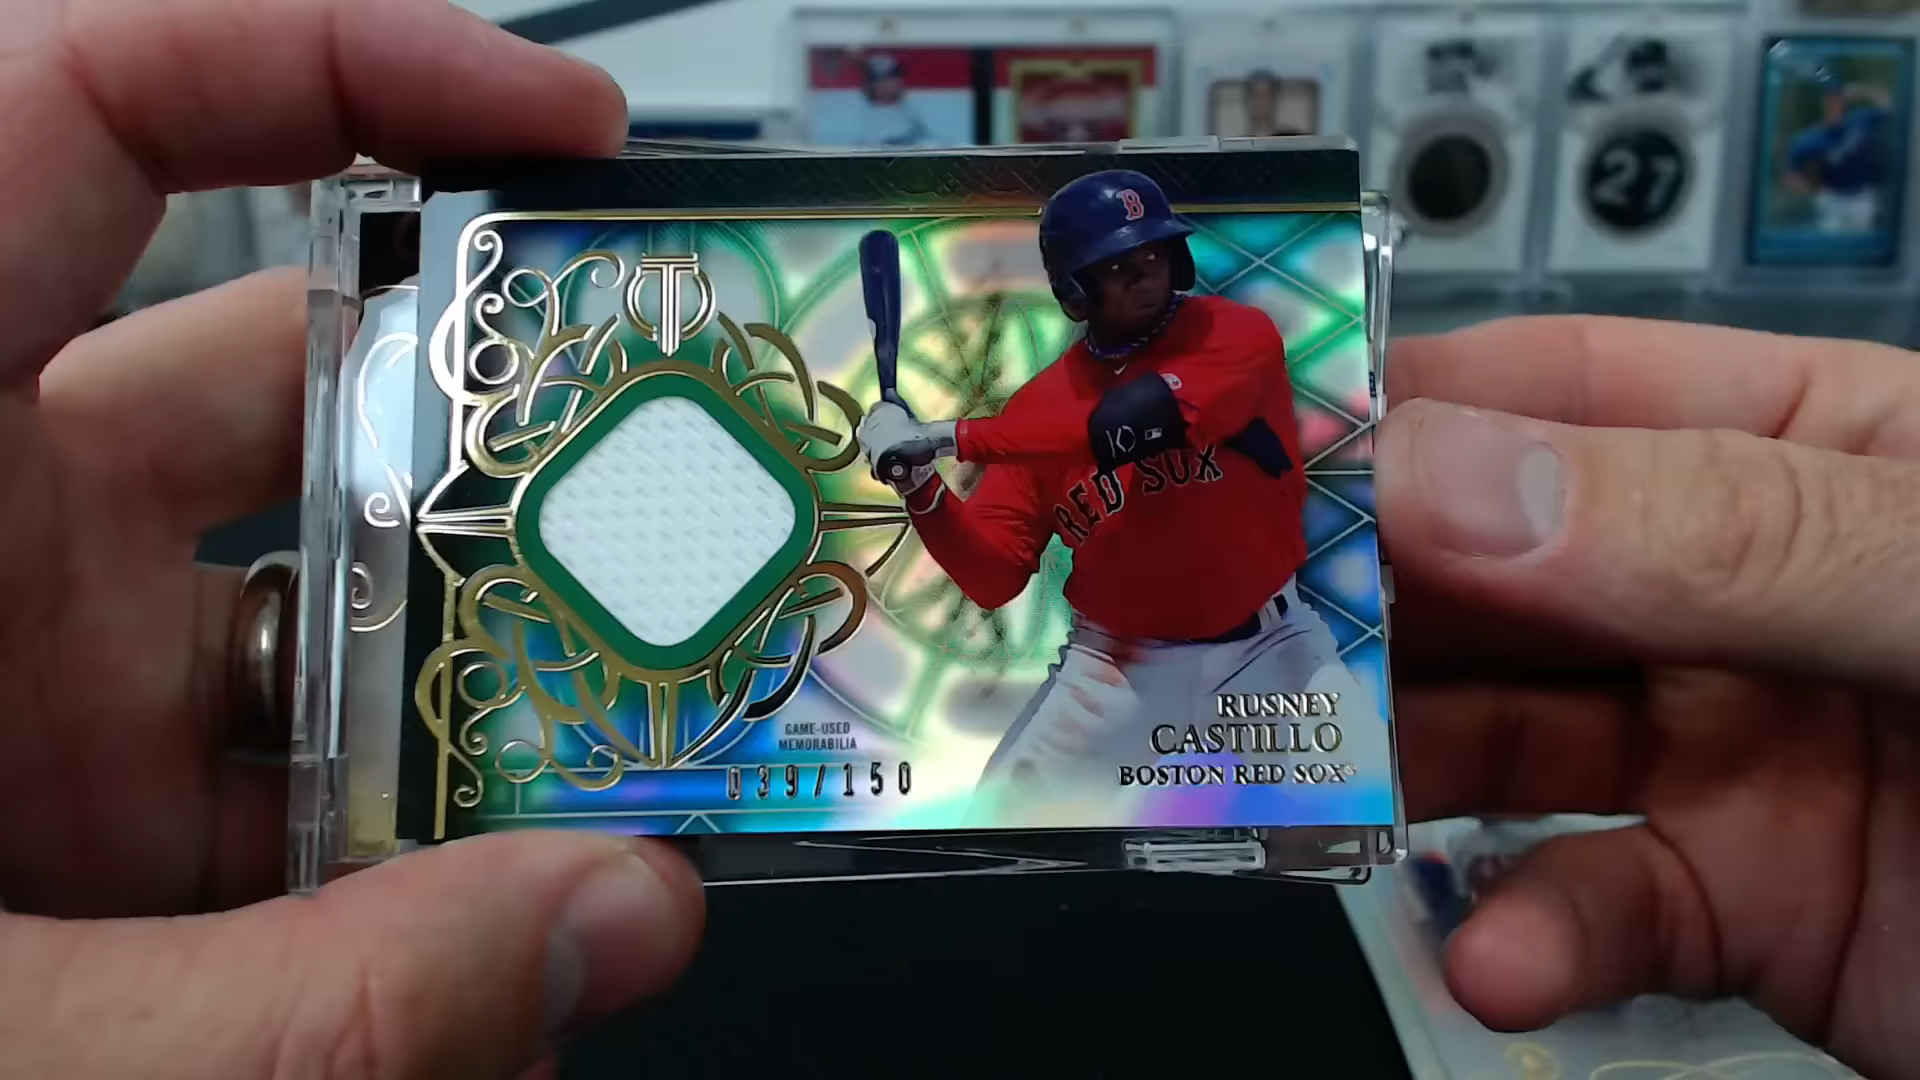 27
B
T
RED SOX
GAME-USED
MEMORABILIA
039/150
RUSNEY
CASTILLO
BOSTON RED SOX